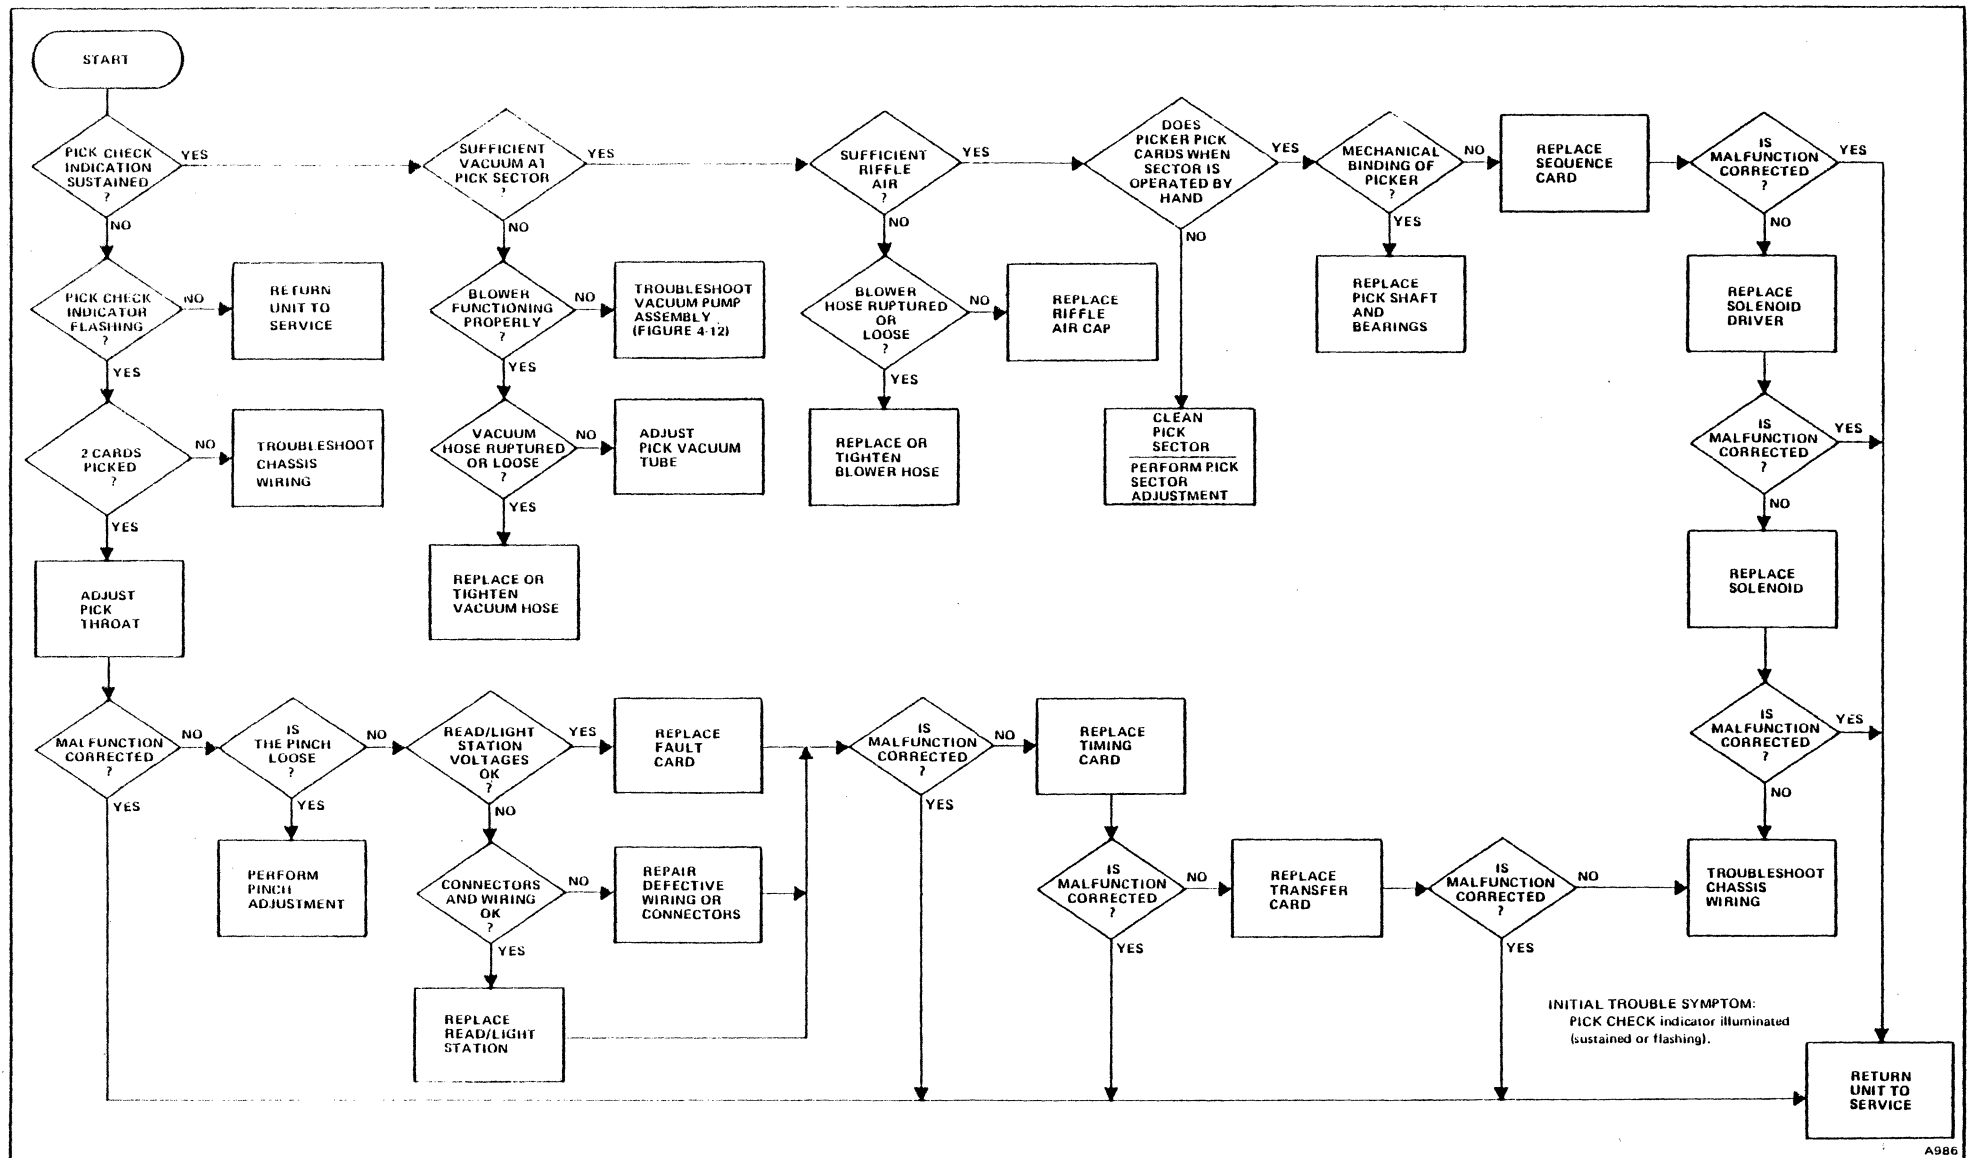 START
PICK CHECK
INDICATION
SUSTAINED
?
YES
NO
SUFFICIENT
VACUUM AT
PICK SECTOR
?
YES
NO
SUFFICIENT
RIFFLE
AIR
?
YES
NO
DOES
PICKER PICK
CARDS WHEN
SECTOR IS
OPERATED BY
HAND
YES
NO
MECHANICAL
BINDING OF
PICKER
?
NO
YES
REPLACE
SEQUENCE
CARD
IS
MALFUNCTION
CORRECTED
?
YES
NO
PICK CHECK
INDICATOR
FLASHING
?
NO
YES
RETURN
UNIT TO
SERVICE
BLOWER
FUNCTIONING
PROPERLY
?
NO
YES
TROUBLESHOOT
VACUUM PUMP
ASSEMBLY
(FIGURE 4-12)
BLOWER
HOSE RUPTURED
OR
LOOSE
?
NO
YES
REPLACE
RIFFLE
AIR CAP
REPLACE
PICK SHAFT
AND
BEARINGS
REPLACE
SOLENOID
DRIVER
2 CARDS
PICKED
?
NO
YES
TROUBLESHOOT
CHASSIS
WIRING
VACUUM
HOSE RUPTURED
OR LOOSE
?
NO
YES
ADJUST
PICK VACUUM
TUBE
REPLACE OR
TIGHTEN
BLOWER HOSE
CLEAN
PICK
SECTOR
PERFORM PICK
SECTOR
ADJUSTMENT
IS
MALFUNCTION
CORRECTED
?
YES
NO
ADJUST
PICK
THROAT
REPLACE OR
TIGHTEN
VACUUM HOSE
REPLACE
SOLENOID
MALFUNCTION
CORRECTED
?
NO
YES
IS
THE PINCH
LOOSE
?
NO
YES
READ/LIGHT
STATION
VOLTAGES
OK
?
YES
NO
REPLACE
FAULT
CARD
IS
MALFUNCTION
CORRECTED
?
NO
YES
REPLACE
TIMING
CARD
IS
MALFUNCTION
CORRECTED
?
YES
NO
PERFORM
PINCH
ADJUSTMENT
CONNECTORS
AND WIRING
OK
?
NO
YES
REPAIR
DEFECTIVE
WIRING OR
CONNECTORS
IS
MALFUNCTION
CORRECTED
?
NO
YES
REPLACE
TRANSFER
CARD
IS
MALFUNCTION
CORRECTED
?
NO
YES
TROUBLESHOOT
CHASSIS
WIRING
REPLACE
READ/LIGHT
STATION
INITIAL TROUBLE SYMPTOM:
PICK CHECK indicator illuminated
(sustained or flashing).
RETURN
UNIT TO
SERVICE
A986